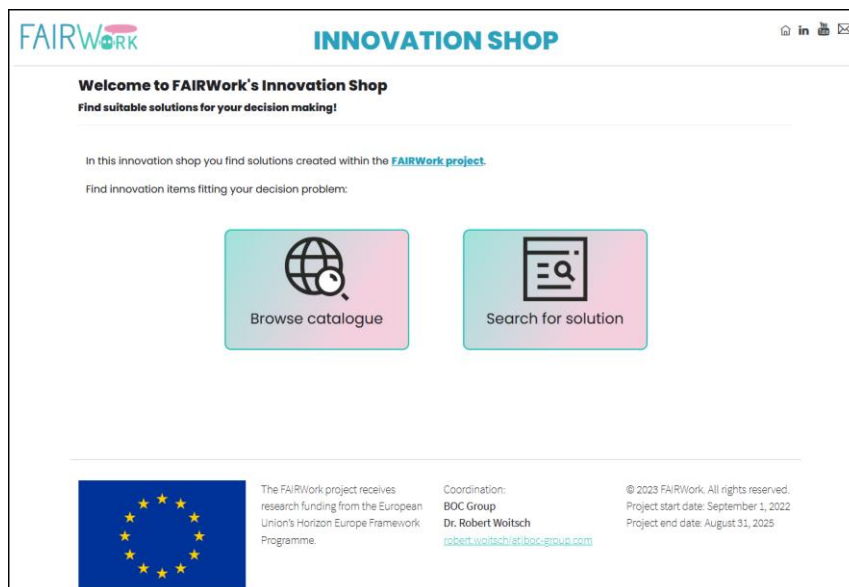 FAIRWORK
INNOVATION SHOP
in
You
Tube
Welcome to FAIRWork's Innovation Shop
Find suitable solutions for your decision making!
In this innovation shop you find solutions created within the FAIRWork project.
Find innovation items fitting your decision problem:
Browse catalogue
Search for solution
The FAIRWork project receives
research funding from the European
Union's Horizon Europe Framework
Programme.
Coordination:
BOC Group
Dr. Robert Woitsch
robert.woitsch(at)boc-group.com
© 2023 FAIRWork. All rights reserved.
Project start date: September 1, 2022
Project end date: August 31, 2025